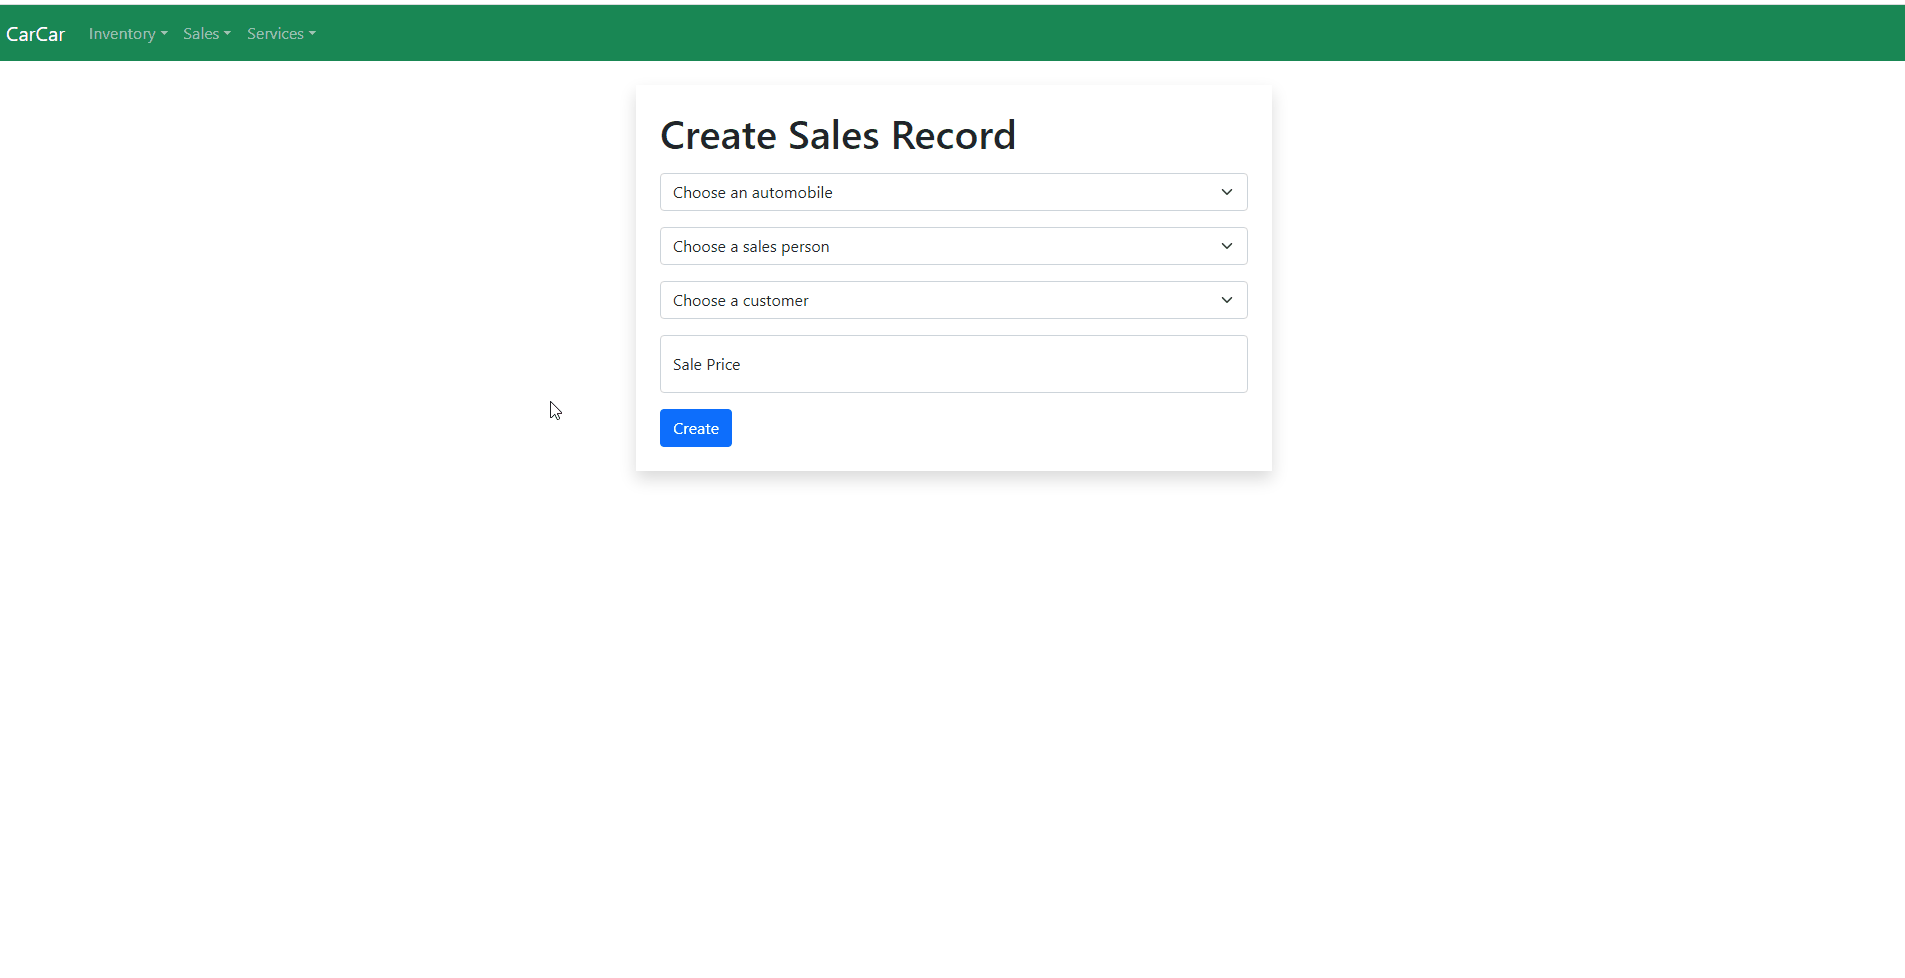 CarCar Inventory Sales Services
Create Sales Record
Choose an automobile
Choose a sales person
Choose a customer
Sale Price
Create